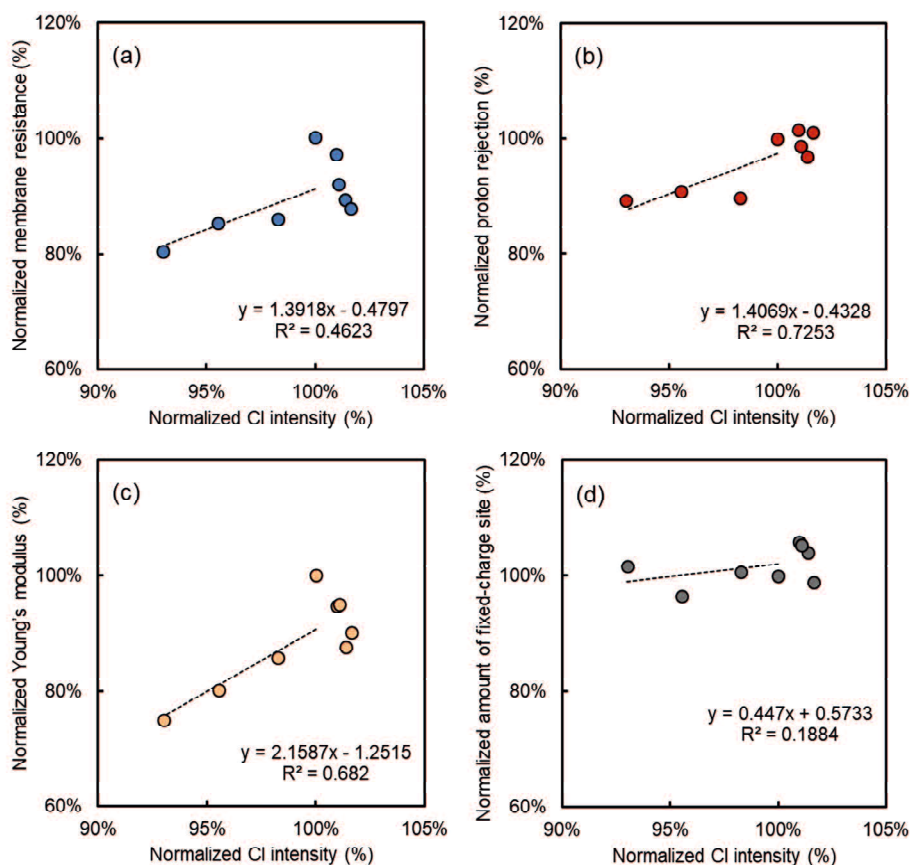 120%
(a)
100%
80%
60%
90%
95%
100%
105%
Normalized membrane resistance (%)
Normalized Cl intensity (%)
y = 1.3918x - 0.4797
R² = 0.4623
120%
(b)
100%
80%
60%
90%
95%
100%
105%
Normalized proton rejection (%)
Normalized Cl intensity (%)
y = 1.4069x - 0.4328
R² = 0.7253
120%
(c)
100%
80%
60%
90%
95%
100%
105%
Normalized Young's modulus (%)
Normalized Cl intensity (%)
y = 2.1587x - 1.2515
R² = 0.682
120%
(d)
100%
80%
60%
90%
95%
100%
105%
Normalized amount of fixed-charge site (%)
Normalized Cl intensity (%)
y = 0.447x + 0.5733
R² = 0.1884